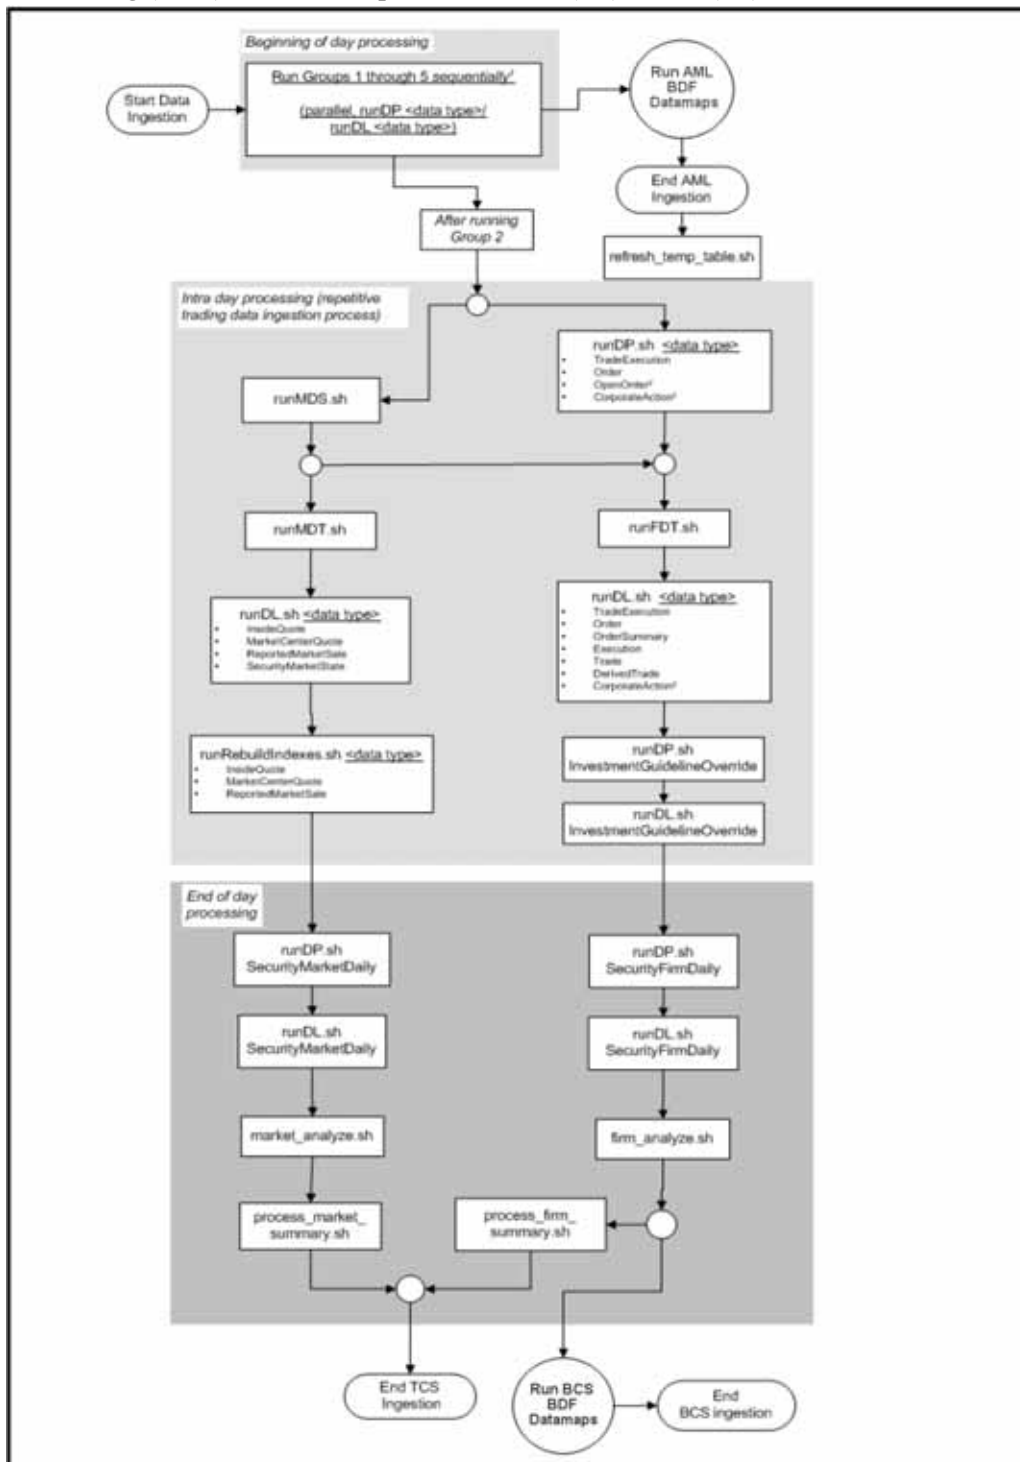 Beginning of day processing
Run Groups 1 through 5 sequentially¹
(parallel, runDP <data type>/
runDL <data type>)
Start Data
Ingestion
Run AML
BDF
Datamaps
End AML
Ingestion
refresh_temp_table.sh
After running
Group 2
Intra day processing (repetitive
trading data ingestion process)
runDP.sh <data type>
• TradeExecution
• Order
• OpenOrder²
• CorporateAction²
runMDS.sh
runMDT.sh
runFDT.sh
runDL.sh <data type>
• InsideQuote
• MarketCenterQuote
• ReportedMarketSale
• SecurityMarketState
runDL.sh <data type>
• TradeExecution
• Order
• OrderSummary
• Execution
• Trade
• DerivedTrade
• CorporateAction²
runRebuildIndexes.sh <data type>
• InsideQuote
• MarketCenterQuote
• ReportedMarketSale
runDP.sh
InvestmentGuidelineOverride
runDL.sh
InvestmentGuidelineOverride
End of day
processing
runDP.sh
SecurityMarketDaily
runDP.sh
SecurityFirmDaily
runDL.sh
SecurityMarketDaily
runDL.sh
SecurityFirmDaily
market_analyze.sh
firm_analyze.sh
process_market_
summary.sh
process_firm_
summary.sh
End TCS
Ingestion
Run BCS
BDF
Datamaps
End
BCS ingestion